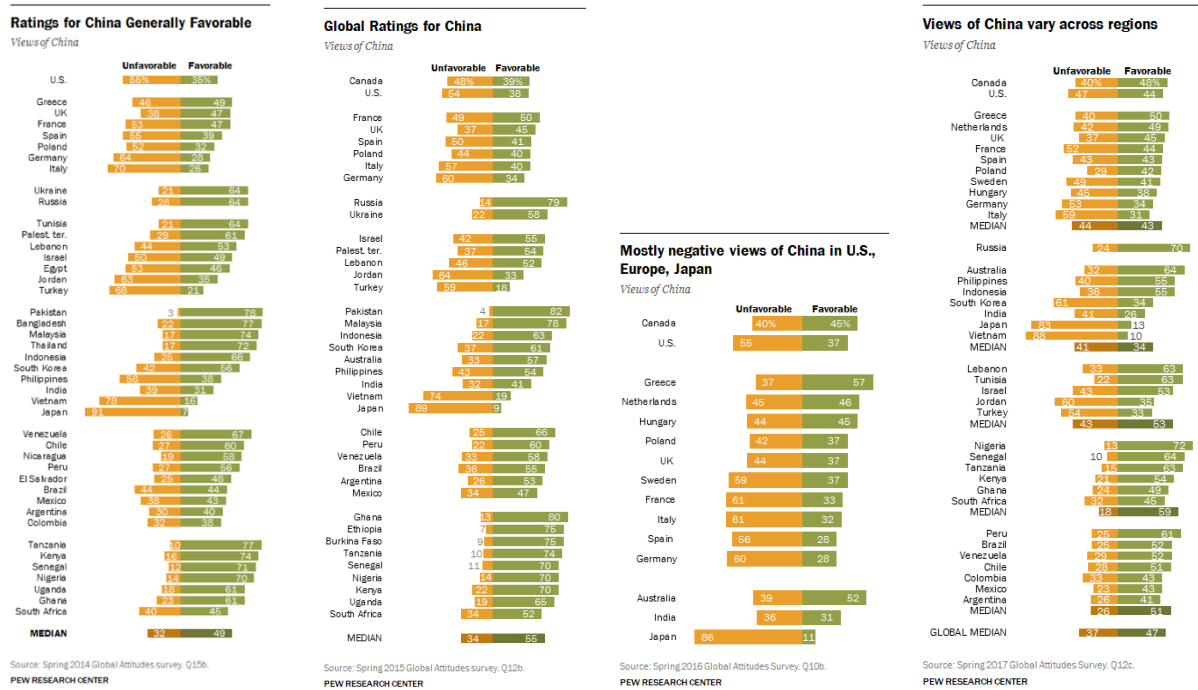 Ratings for China Generally Favorable
Views of China
Unfavorable Favorable
U.S. 55% 35%
Greece 46 49
UK 38 47
France 53 47
Spain 55 39
Poland 52 32
Germany 64 28
Italy 70 26
Ukraine 21 64
Russia 28 64
Tunisia 21 64
Palest. ter. 29 61
Lebanon 44 53
Israel 50 49
Egypt 53 46
Jordan 63 35
Turkey 68 21
Pakistan 3 78
Bangladesh 22 77
Malaysia 17 74
Thailand 17 72
Indonesia 25 66
South Korea 42 56
Philippines 58 38
India 39 31
Vietnam 78 16
Japan 91 7
Venezuela 26 67
Chile 27 60
Nicaragua 19 58
Peru 27 56
El Salvador 25 48
Brazil 44 44
Mexico 38 43
Argentina 30 40
Colombia 32 38
Tanzania 10 77
Kenya 16 74
Senegal 12 71
Nigeria 14 70
Uganda 18 61
Ghana 23 61
South Africa 40 45
MEDIAN 32 49
Source: Spring 2014 Global Attitudes survey. Q15b.
PEW RESEARCH CENTER
Global Ratings for China
Views of China
Unfavorable Favorable
Canada 48% 39%
U.S. 54 38
France 49 50
UK 37 45
Spain 50 41
Poland 44 40
Italy 57 40
Germany 60 34
Russia 14 79
Ukraine 22 58
Israel 42 55
Palest. ter. 37 54
Lebanon 46 52
Jordan 64 33
Turkey 59 18
Pakistan 4 82
Malaysia 17 78
Indonesia 22 63
South Korea 37 61
Australia 33 57
Philippines 43 54
India 32 41
Vietnam 74 19
Japan 89 9
Chile 25 66
Peru 22 60
Venezuela 33 58
Brazil 36 55
Argentina 26 53
Mexico 34 47
Ghana 13 80
Ethiopia 7 75
Burkina Faso 9 75
Tanzania 10 74
Senegal 11 70
Nigeria 14 70
Kenya 22 70
Uganda 19 65
South Africa 34 52
MEDIAN 34 55
Source: Spring 2015 Global Attitudes survey. Q12b.
PEW RESEARCH CENTER
Mostly negative views of China in U.S.,
Europe, Japan
Views of China
Unfavorable Favorable
Canada 40% 45%
U.S. 55 37
Greece 37 57
Netherlands 45 46
Hungary 44 45
Poland 42 37
UK 44 37
Sweden 59 37
France 61 33
Italy 61 32
Spain 56 28
Germany 60 28
Australia 39 52
India 36 31
Japan 86 11
Source: Spring 2016 Global Attitudes survey. Q10b.
PEW RESEARCH CENTER
Views of China vary across regions
Views of China
Unfavorable Favorable
Canada 40% 48%
U.S. 47 44
Greece 40 50
Netherlands 42 49
UK 37 45
France 52 44
Spain 43 43
Poland 29 42
Sweden 49 41
Hungary 45 38
Germany 53 34
Italy 59 31
MEDIAN 44 43
Russia 24 70
Australia 32 64
Philippines 40 55
Indonesia 36 55
South Korea 61 34
India 41 26
Japan 83 13
Vietnam 88 10
MEDIAN 41 34
Lebanon 33 63
Tunisia 22 63
Israel 43 53
Jordan 60 35
Turkey 54 33
MEDIAN 43 53
Nigeria 13 72
Senegal 10 64
Tanzania 15 63
Kenya 21 54
Ghana 24 49
South Africa 32 45
MEDIAN 18 59
Peru 25 61
Brazil 25 52
Venezuela 29 52
Chile 28 51
Colombia 33 43
Mexico 23 43
Argentina 26 41
MEDIAN 26 51
GLOBAL MEDIAN 37 47
Source: Spring 2017 Global Attitudes survey. Q12c.
PEW RESEARCH CENTER